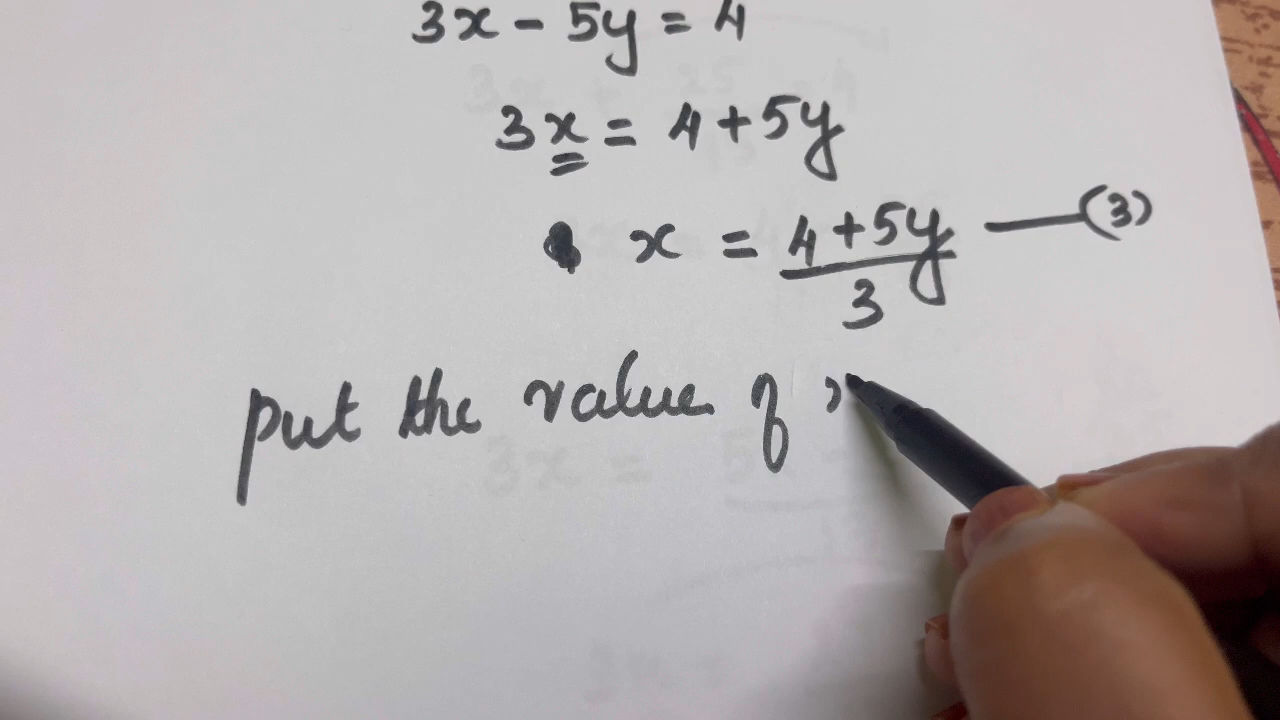 3x - 5y = 4
3x = 4 + 5y
x = (4 + 5y)/3 —(3)
put the value of